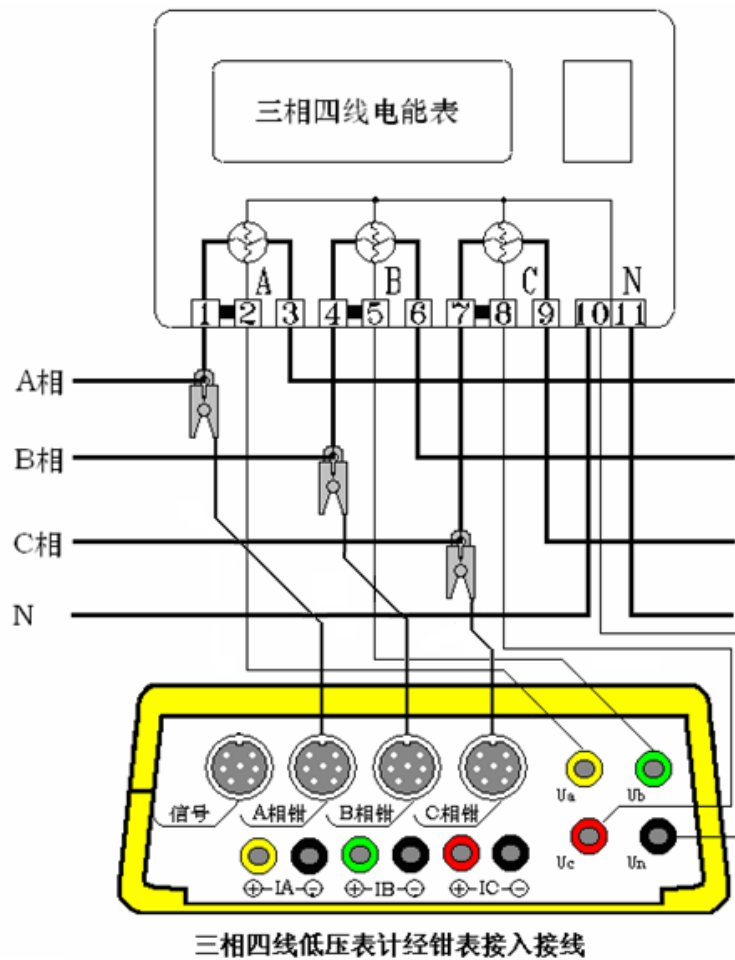 三相四线电能表
A B C N
1 2 3 4 5 6 7 8 9 10 11
A相
B相
C相
N
Ua Ub
信号 A相钳 B相钳 C相钳
Uc Un
⊕-IA-⊖ ⊕-IB-⊖ ⊕-IC-⊖
三相四线低压表计经钳表接入接线